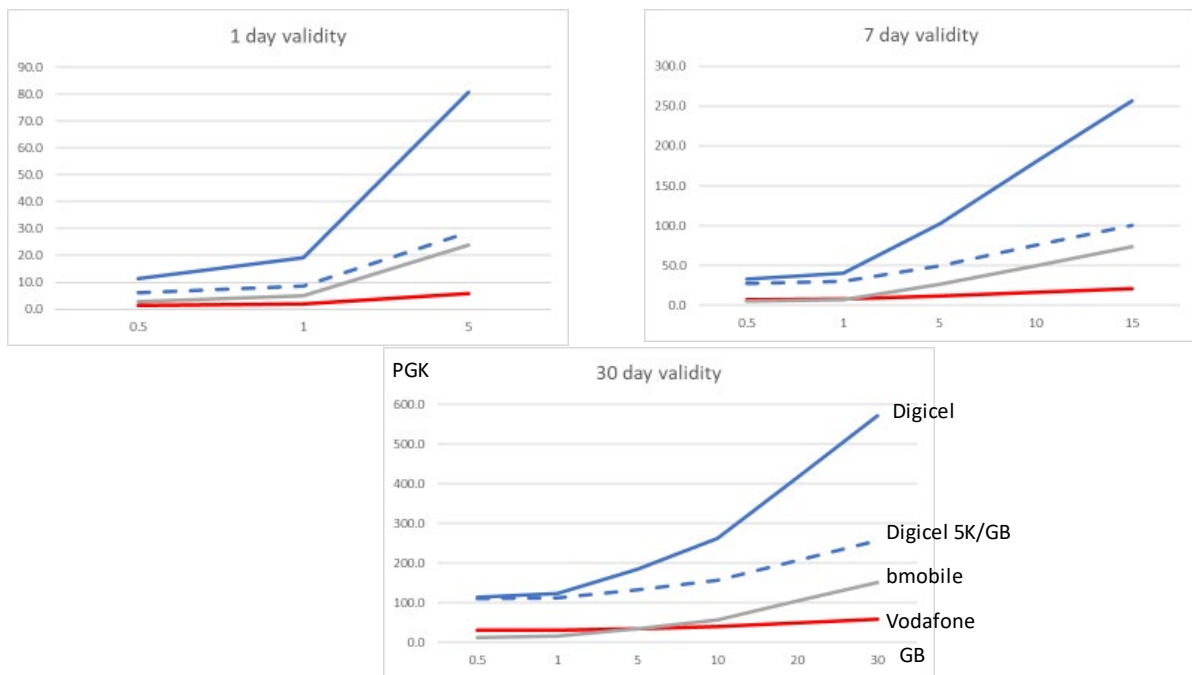 1 day validity
90.0
80.0
70.0
60.0
50.0
40.0
30.0
20.0
10.0
0.0
0.5 1 5
7 day validity
300.0
250.0
200.0
150.0
100.0
50.0
0.0
0.5 1 5 10 15
PGK
30 day validity
600.0
500.0
400.0
300.0
200.0
100.0
0.0
0.5 1 5 10 20 30 GB
Digicel
Digicel 5K/GB
bmobile
Vodafone